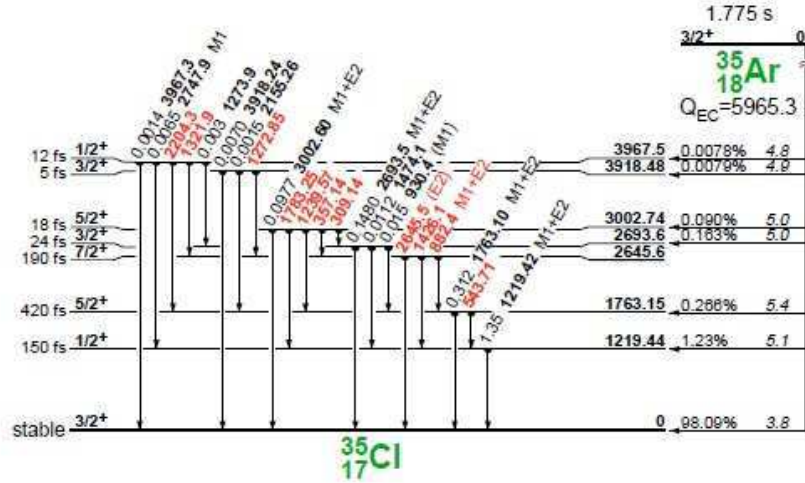 1.775 s
3/2+ 0
35
18 Ar
Q_EC=5965.3
0.0014 3967.3 M1
0.0065 2747.9
2204.3
1321.9
0.003 1273.9
0.0070 3918.24
0.0015 2155.26
1272.85
0.0977 3002.60 M1+E2
1783.25
1239.57
357.14
309.14
0.1480 2693.5 M1+E2
0.0112 1474.1
0.015 930.4 (M1)
2645.5 (E2)
1426.1
882.4 M1+E2
0.312 1763.10 M1+E2
543.71
1.35 1219.42 M1+E2
12 fs 1/2+ 3967.5 0.0078% 4.8
5 fs 3/2+ 3918.48 0.0079% 4.9
18 fs 5/2+ 3002.74 0.090% 5.0
24 fs 3/2+ 2693.6 0.163% 5.0
190 fs 7/2+ 2645.6
420 fs 5/2+ 1763.15 0.266% 5.4
150 fs 1/2+ 1219.44 1.23% 5.1
stable 3/2+ 0 98.09% 3.8
35
17 Cl